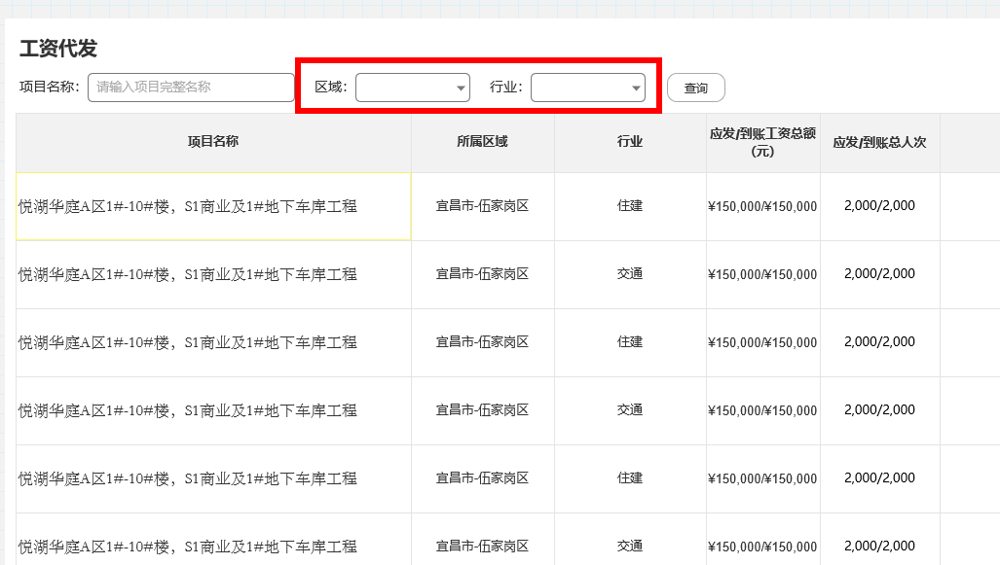 工资代发
项目名称： 请输入项目完整名称 区域： 行业： 查询
项目名称 所属区域 行业 应发/到账工资总额(元) 应发/到账总人次
悦湖华庭A区1#-10#楼，S1商业及1#地下车库工程 宜昌市-伍家岗区 住建 ¥150,000/¥150,000 2,000/2,000
悦湖华庭A区1#-10#楼，S1商业及1#地下车库工程 宜昌市-伍家岗区 交通 ¥150,000/¥150,000 2,000/2,000
悦湖华庭A区1#-10#楼，S1商业及1#地下车库工程 宜昌市-伍家岗区 住建 ¥150,000/¥150,000 2,000/2,000
悦湖华庭A区1#-10#楼，S1商业及1#地下车库工程 宜昌市-伍家岗区 交通 ¥150,000/¥150,000 2,000/2,000
悦湖华庭A区1#-10#楼，S1商业及1#地下车库工程 宜昌市-伍家岗区 住建 ¥150,000/¥150,000 2,000/2,000
悦湖华庭A区1#-10#楼，S1商业及1#地下车库工程 宜昌市-伍家岗区 交通 ¥150,000/¥150,000 2,000/2,000